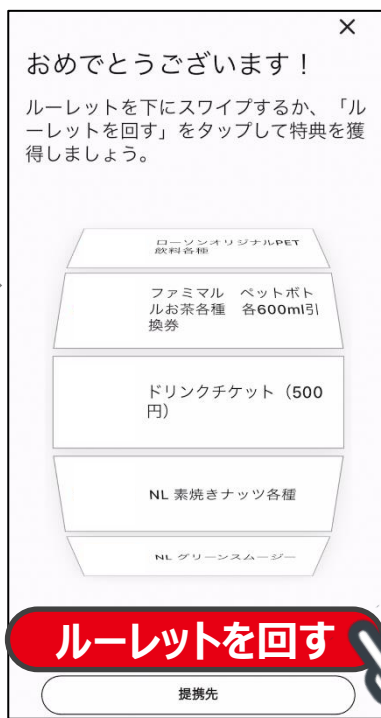 ×
おめでとうございます！
ルーレットを下にスワイプするか、「ル
ーレットを回す」をタップして特典を獲
得しましょう。
ローソンオリジナルPET
飲料各種
ファミマル　ペットボト
ルお茶各種　各600ml引
換券
ドリンクチケット（500
円）
NL 素焼きナッツ各種
NL グリーンスムージー
ルーレットを回す
提携先